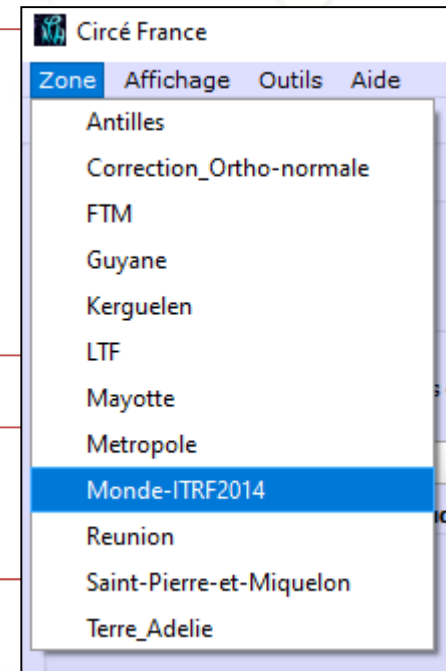 Circé France
Zone Affichage Outils Aide
Antilles
Correction_Ortho-normale
FTM
Guyane
Kerguelen
LTF
Mayotte
Metropole
Monde-ITRF2014
Reunion
Saint-Pierre-et-Miquelon
Terre_Adelie